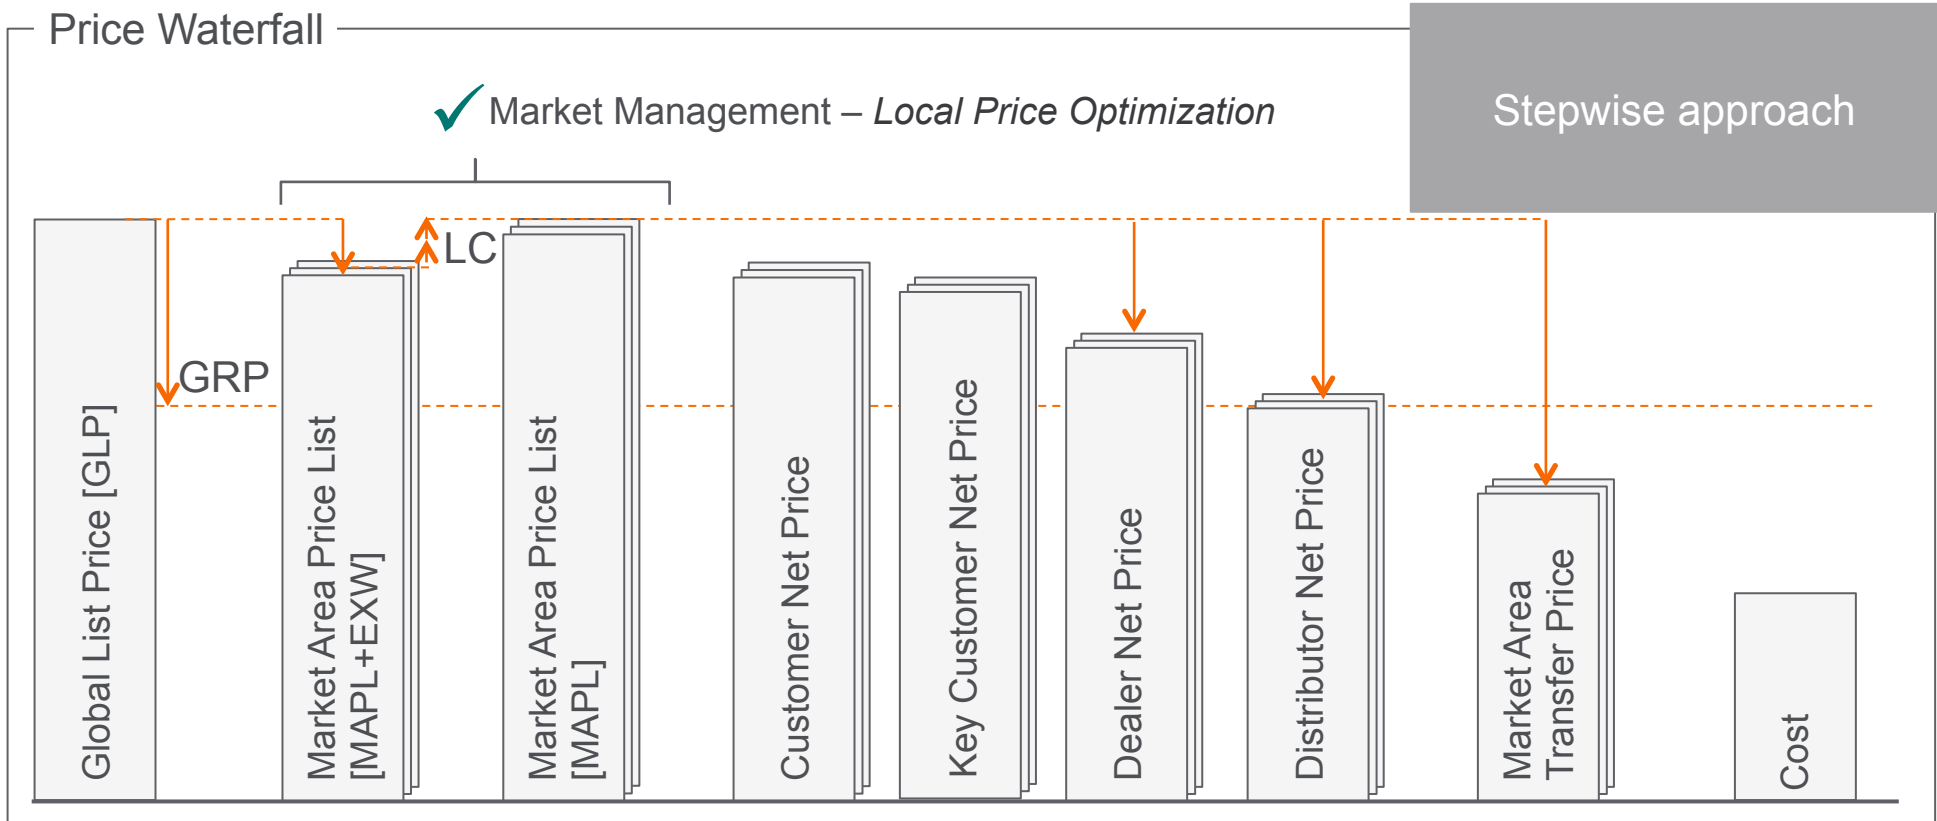 Price Waterfall
Stepwise approach
Market Management – Local Price Optimization
LC
GRP
Global List Price [GLP]
Market Area Price List
[MAPL+EXW]
Market Area Price List
[MAPL]
Customer Net Price
Key Customer Net Price
Dealer Net Price
Distributor Net Price
Market Area
Transfer Price
Cost